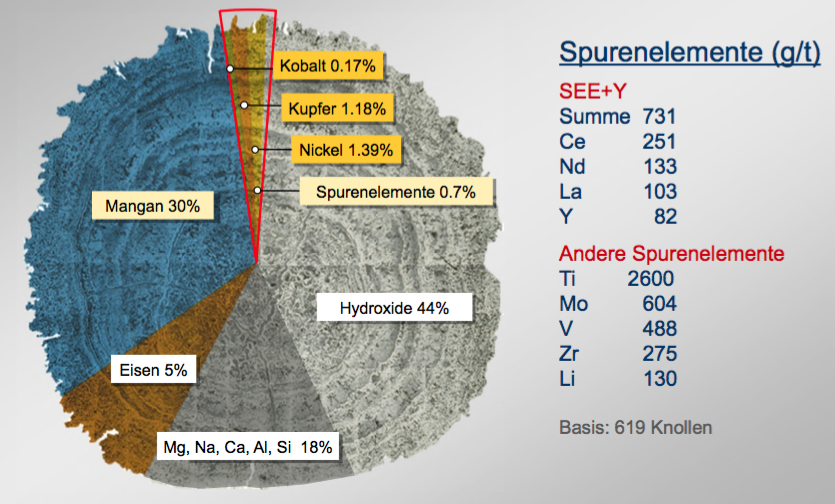 Kobalt 0.17%
Kupfer 1.18%
Nickel 1.39%
Spurenelemente 0.7%
Mangan 30%
Hydroxide 44%
Eisen 5%
Mg, Na, Ca, Al, Si 18%
Spurenelemente (g/t)
SEE+Y
Summe 731
Ce 251
Nd 133
La 103
Y 82
Andere Spurenelemente
Ti 2600
Mo 604
V 488
Zr 275
Li 130
Basis: 619 Knollen